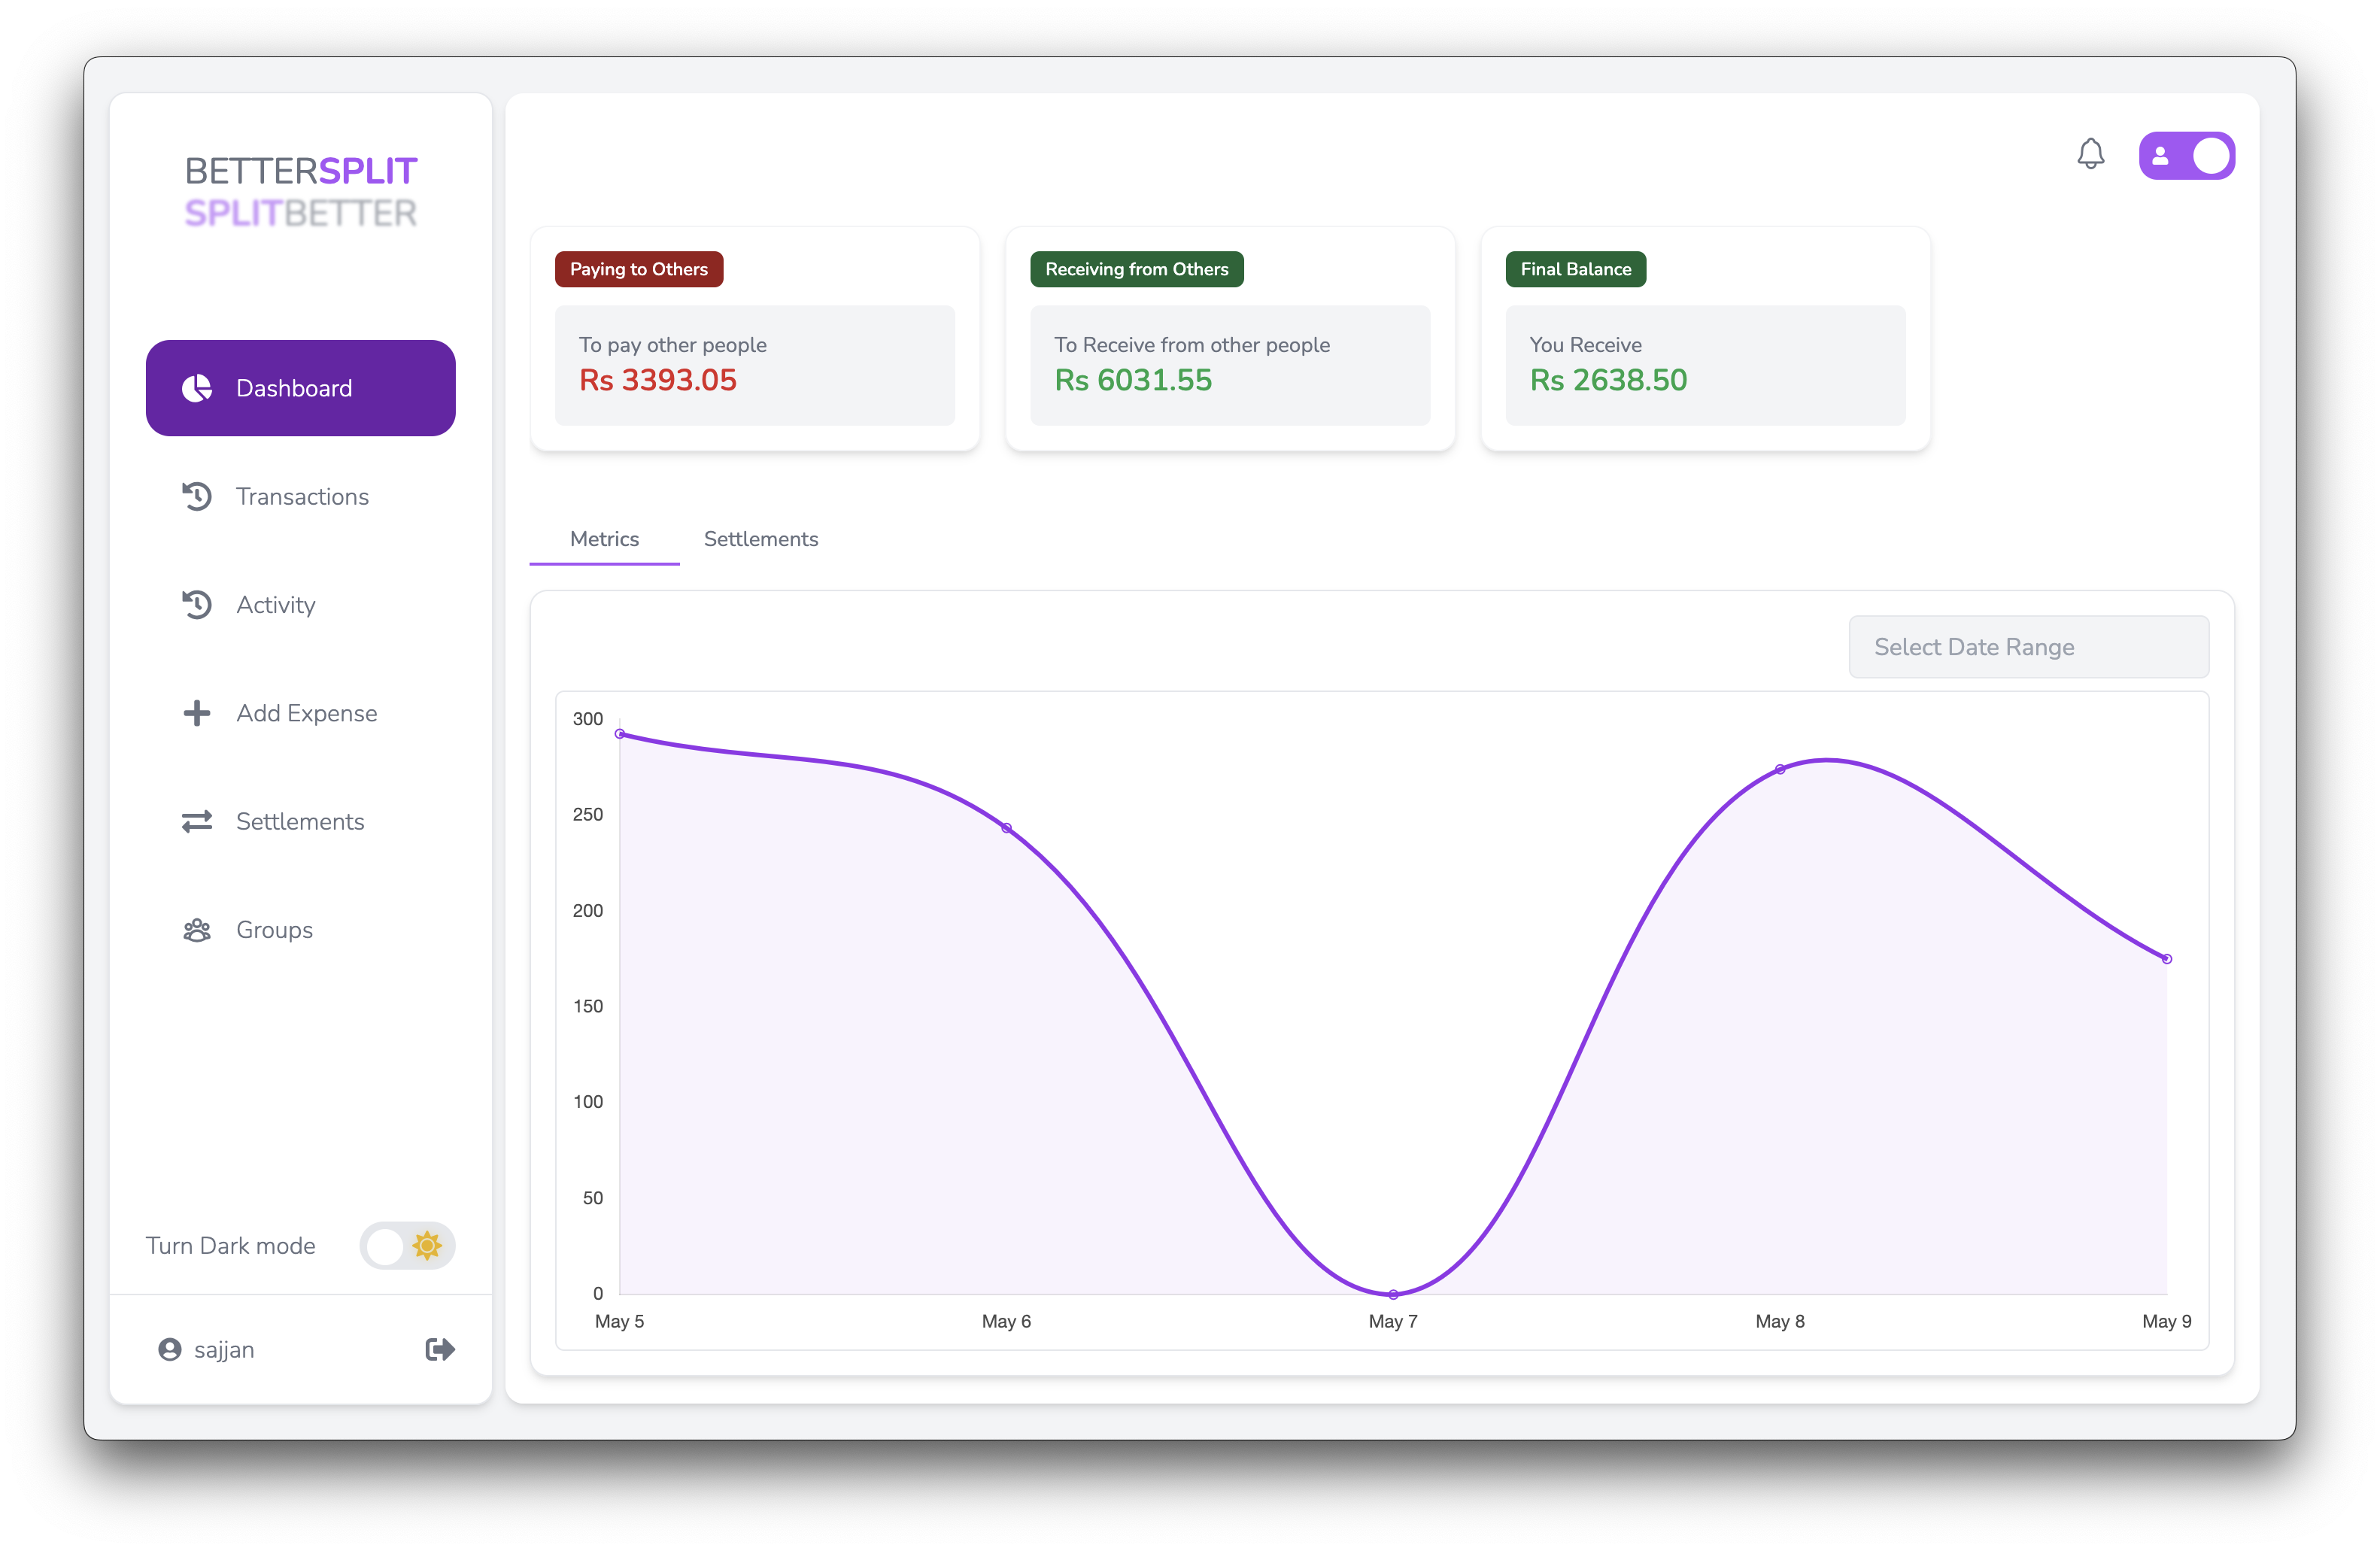 BETTERSPLIT
SPLITBETTER
Dashboard
Transactions
Activity
Add Expense
Settlements
Groups
Turn Dark mode
sajjan
Paying to Others
To pay other people
Rs 3393.05
Receiving from Others
To Receive from other people
Rs 6031.55
Final Balance
You Receive
Rs 2638.50
Metrics
Settlements
Select Date Range
300
250
200
150
100
50
0
May 5
May 6
May 7
May 8
May 9